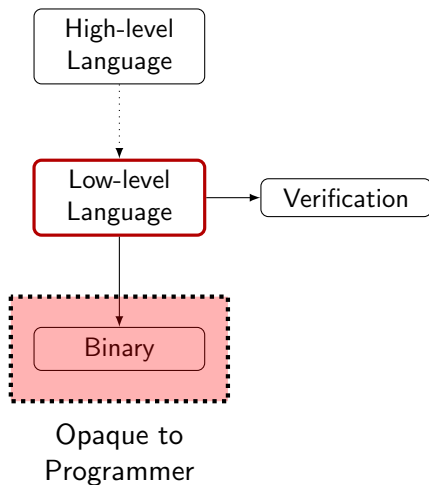 High-level
Language
Low-level
Language
Verification
Binary
Opaque to
Programmer